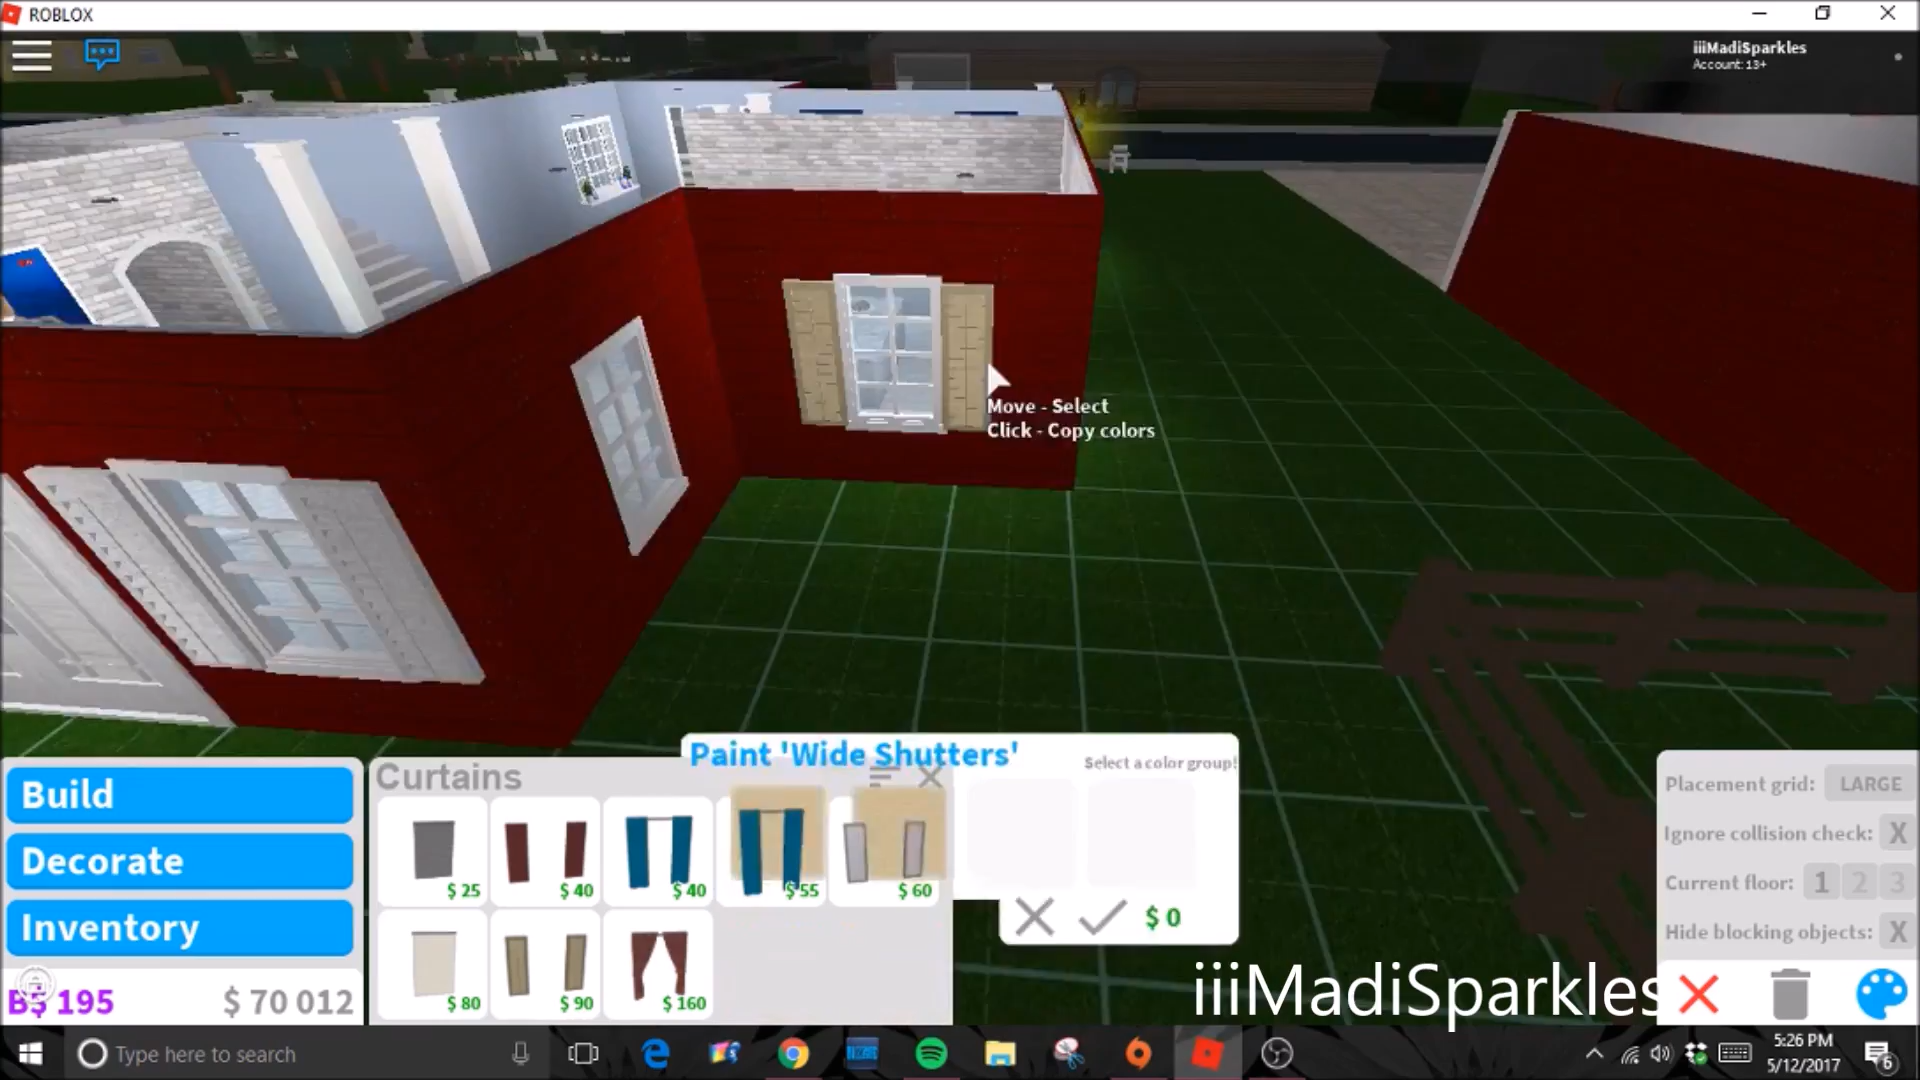 ROBLOX
iiiMadiSparkles
Account: 13+
Move - Select
Click - Copy colors
Paint 'Wide Shutters'
Select a color group!
Curtains
$ 25
$ 40
$ 40
$ 55
$ 60
$ 80
$ 90
$ 160
$ 0
Build
Decorate
Inventory
B$ 195
$ 70 012
Placement grid: LARGE
Ignore collision check: X
Current floor: 1 2 3
Hide blocking objects: X
iiiMadiSparkles
Type here to search
BLIZZARD
5:26 PM
5/12/2017
6